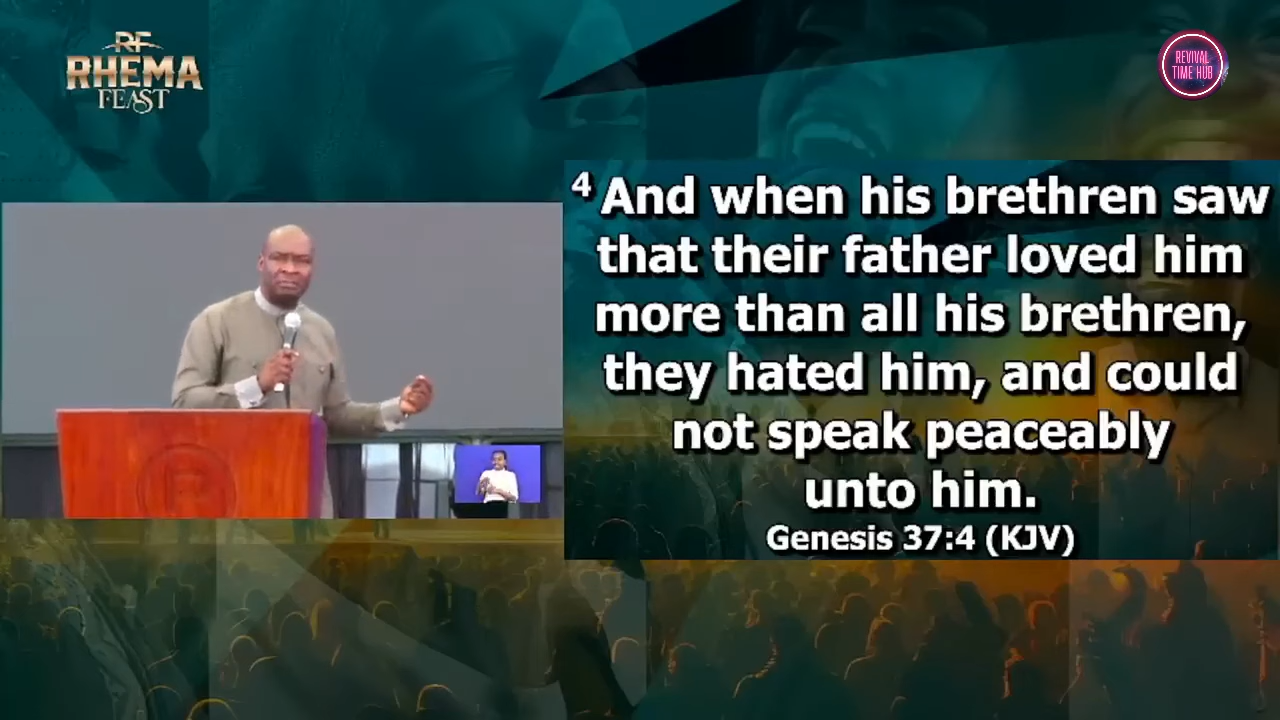 RF
RHEMA
FEAST
REVIVAL
TIME HUB
4 And when his brethren saw
that their father loved him
more than all his brethren,
they hated him, and could
not speak peaceably
unto him.
Genesis 37:4 (KJV)